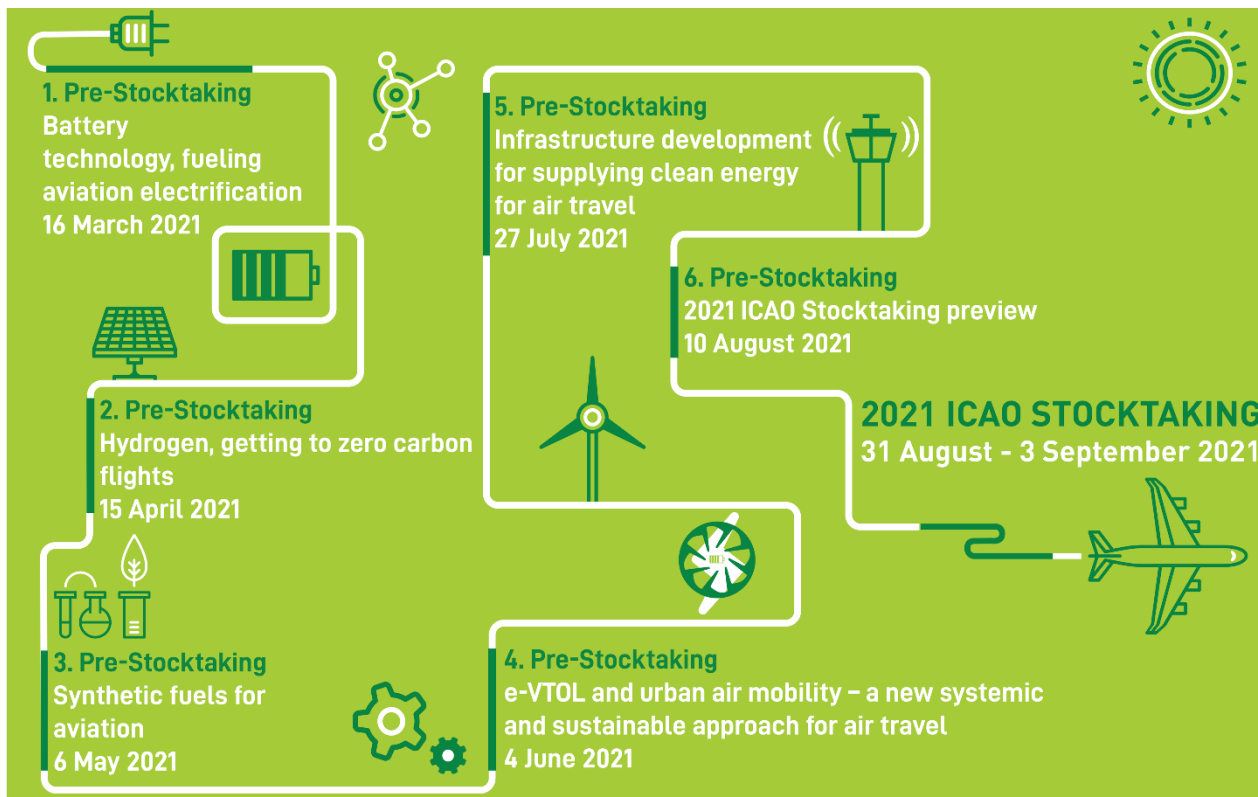 1. Pre-Stocktaking
Battery
technology, fueling
aviation electrification
16 March 2021
2. Pre-Stocktaking
Hydrogen, getting to zero carbon
flights
15 April 2021
3. Pre-Stocktaking
Synthetic fuels for
aviation
6 May 2021
4. Pre-Stocktaking
e-VTOL and urban air mobility – a new systemic
and sustainable approach for air travel
4 June 2021
5. Pre-Stocktaking
Infrastructure development
for supplying clean energy
for air travel
27 July 2021
6. Pre-Stocktaking
2021 ICAO Stocktaking preview
10 August 2021
2021 ICAO STOCKTAKING
31 August - 3 September 2021